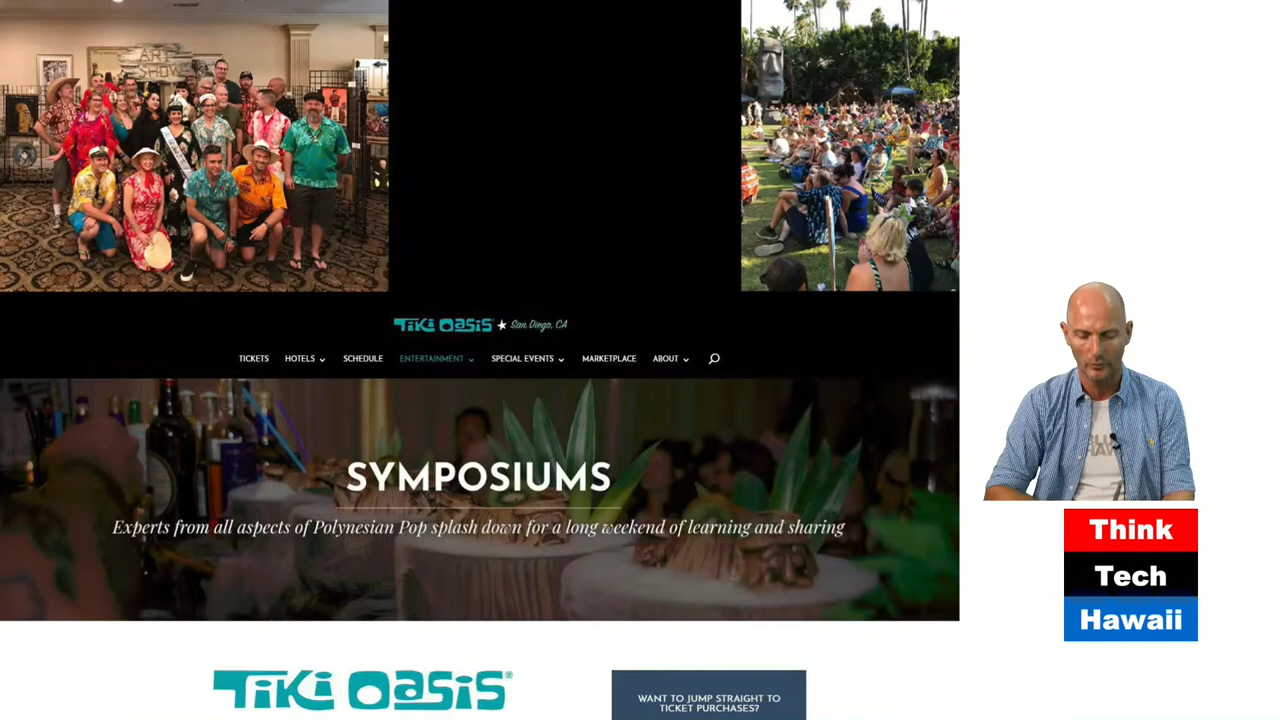 ART
SHOW
TIKI OASIS San Diego, CA
TICKETS HOTELS SCHEDULE ENTERTAINMENT SPECIAL EVENTS MARKETPLACE ABOUT
SYMPOSIUMS
Experts from all aspects of Polynesian Pop splash down for a long weekend of learning and sharing
TIKI OASIS®
WANT TO JUMP STRAIGHT TO
TICKET PURCHASES?
Think
Tech
Hawaii